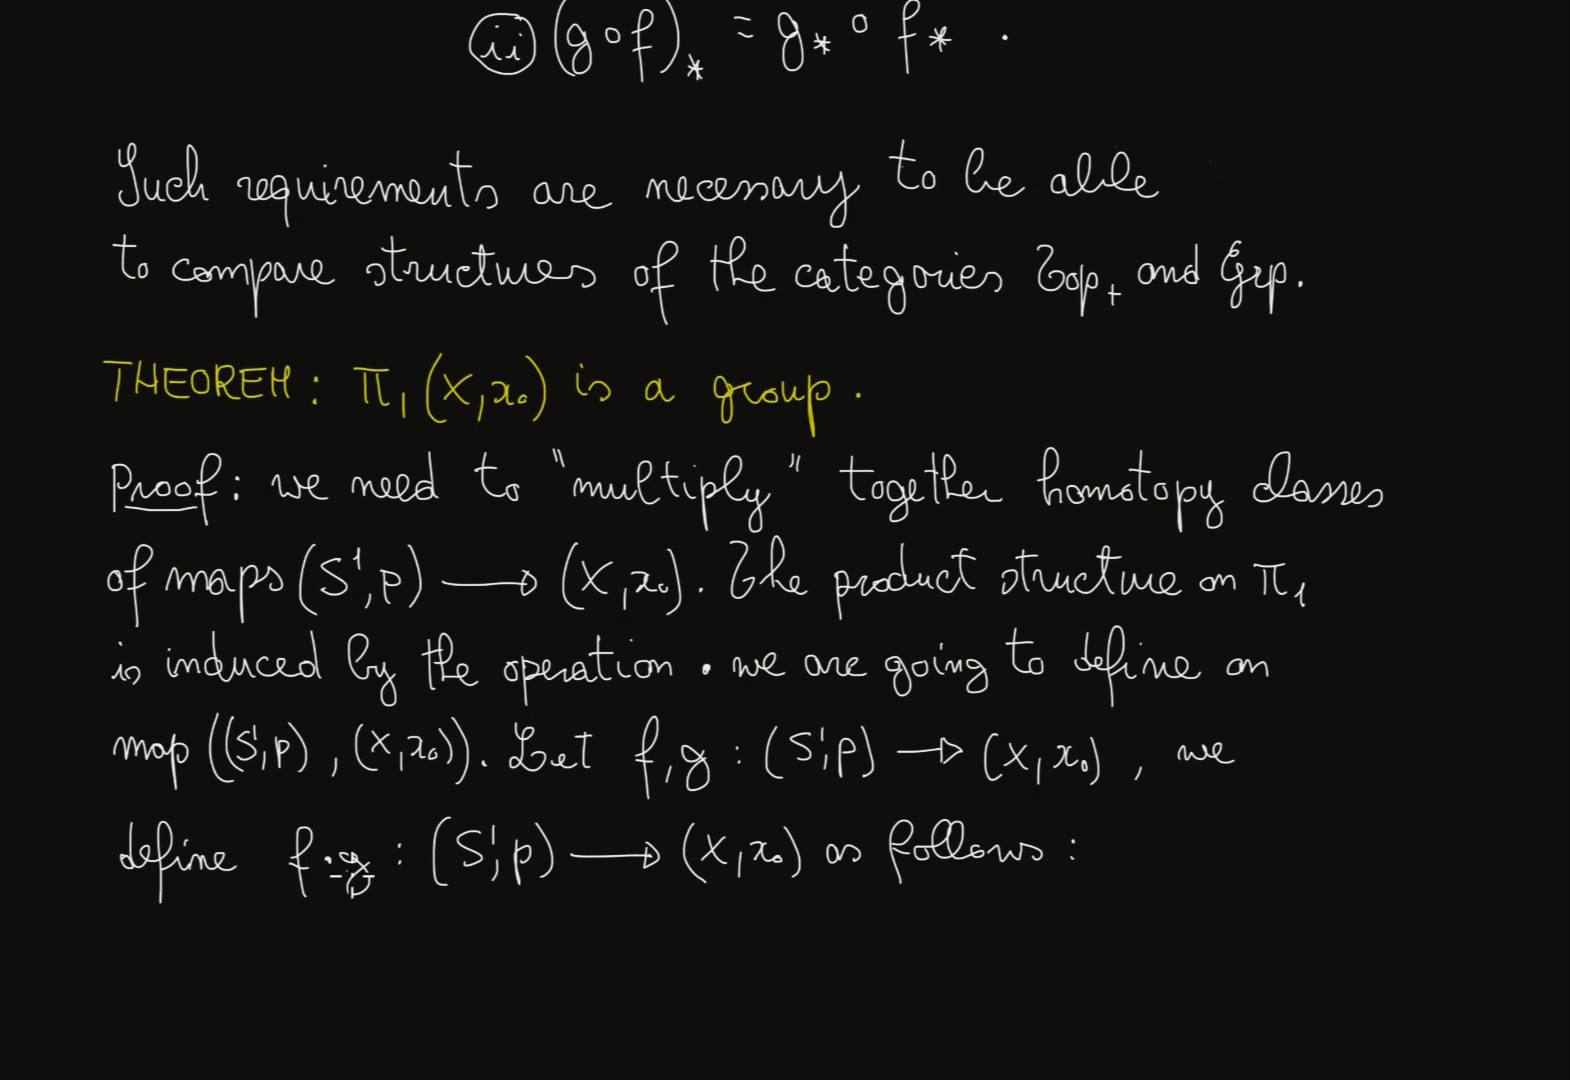 (ii) (g∘f)_* = g_* ∘ f_* .
Such requirements are necessary to be able
to compare structures of the categories Top_+ and Grp.
THEOREM: π_1(X,x_0) is a group.
Proof: we need to "multiply" together homotopy classes
of maps (S^1,p) ⟶ (X,x_0). The product structure on π_1
is induced by the operation · we are going to define on
map((S^1,p),(X,x_0)). Let f,g : (S^1,p) → (X,x_0), we
define f·g : (S^1,p) ⟶ (X,x_0) as follows: